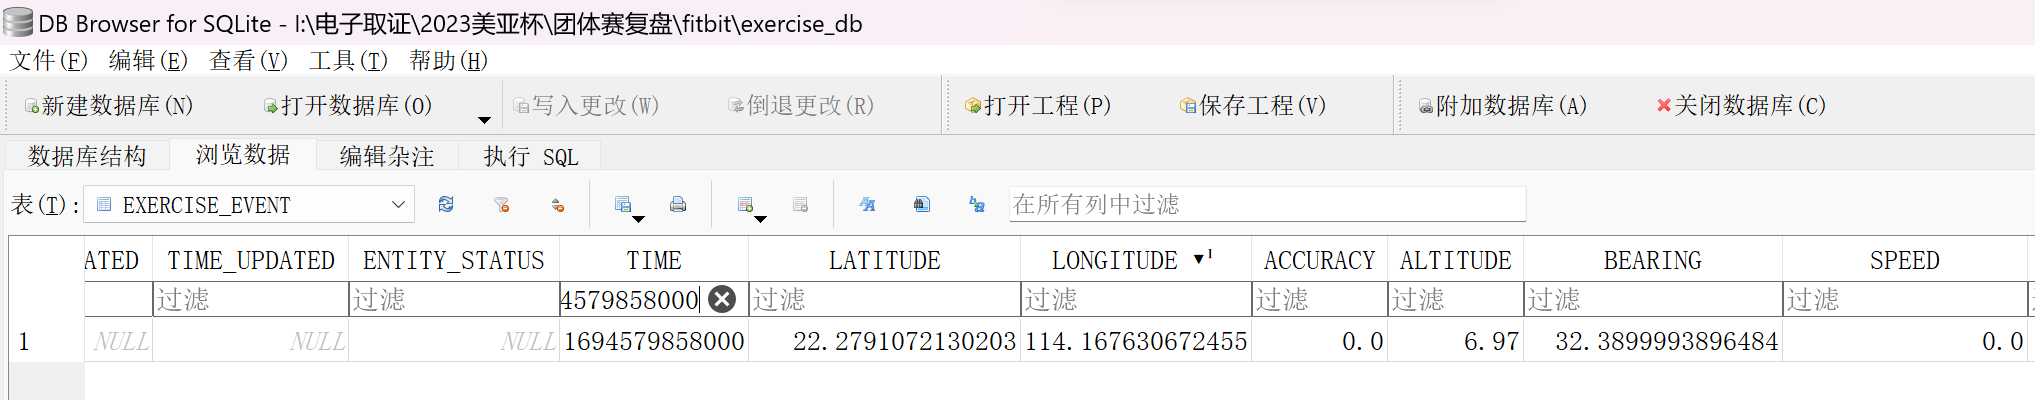 DB Browser for SQLite - I:\电子取证\2023美亚杯\团体赛复盘\fitbit\exercise_db
文件(F) 编辑(E) 查看(V) 工具(T) 帮助(H)
新建数据库(N) 打开数据库(O) 写入更改(W) 倒退更改(R) 打开工程(P) 保存工程(V) 附加数据库(A) 关闭数据库(C)
数据库结构 浏览数据 编辑杂注 执行 SQL
表(T): EXERCISE_EVENT 在所有列中过滤
ATED TIME_UPDATED ENTITY_STATUS TIME LATITUDE LONGITUDE ▼1 ACCURACY ALTITUDE BEARING SPEED
过滤 过滤 4579858000 过滤 过滤 过滤 过滤 过滤 过滤
1 NULL NULL NULL 1694579858000 22.2791072130203 114.167630672455 0.0 6.97 32.3899993896484 0.0